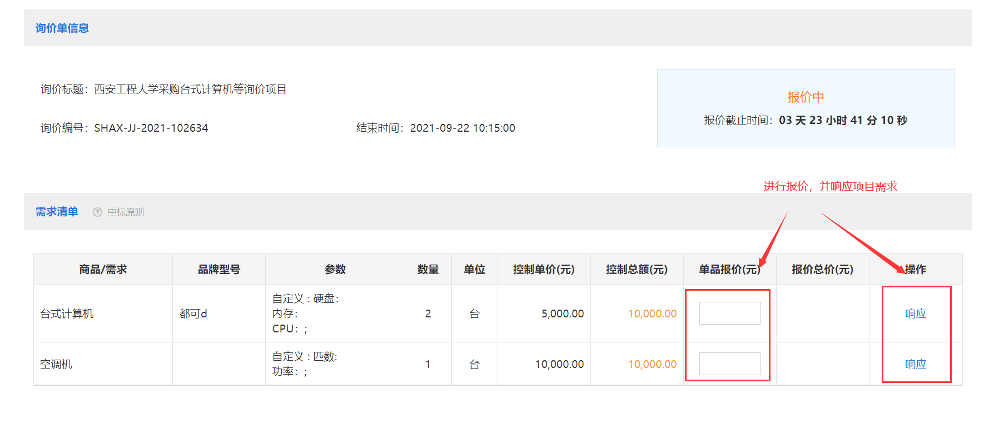 询价单信息
询价标题：西安工程大学采购台式计算机等询价项目
询价编号：SHAX-JJ-2021-102634
结束时间：2021-09-22 10:15:00
报价中
报价截止时间：03 天 23 小时 41 分 10 秒
进行报价，并响应项目需求
需求清单 ? 中标原则
商品/需求 品牌型号 参数 数量 单位 控制单价(元) 控制总额(元) 单品报价(元) 报价总价(元) 操作
台式计算机 都可d 自定义 : 硬盘：
内存：
CPU：;
2 台 5,000.00 10,000.00 响应
空调机 自定义 : 匹数:
功率：;
1 台 10,000.00 10,000.00 响应